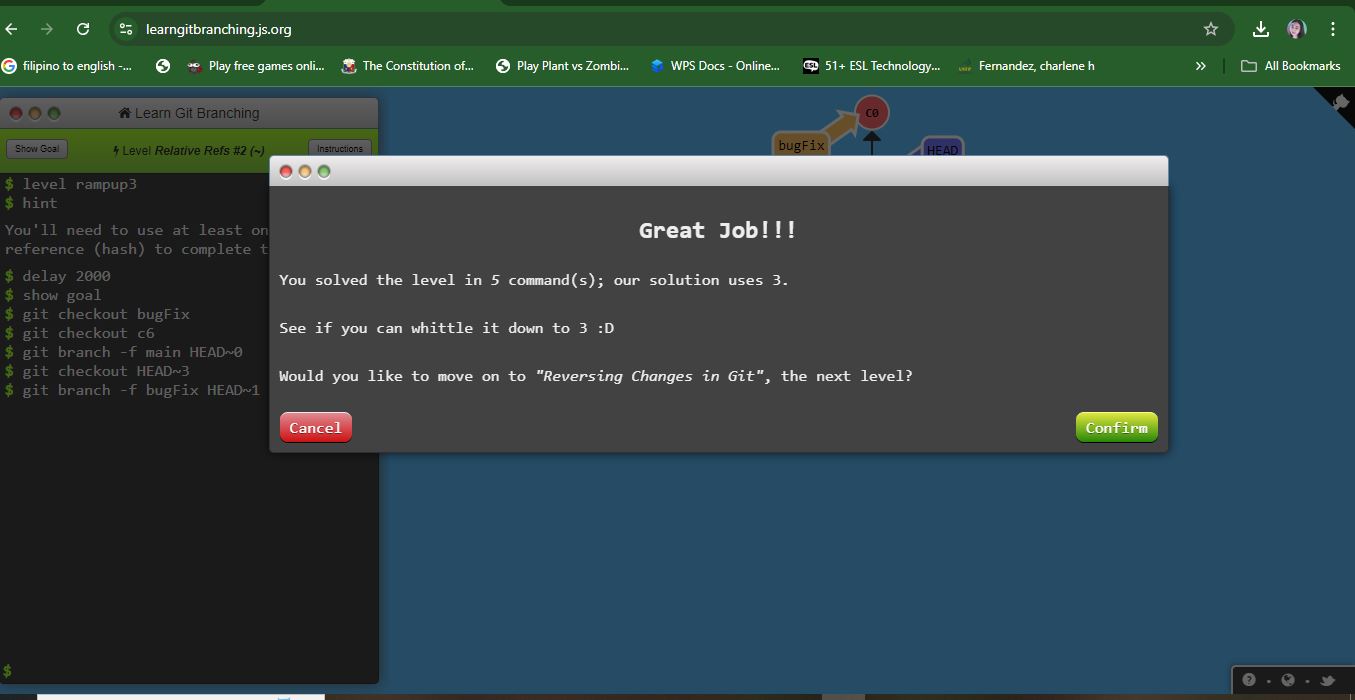 learngitbranching.js.org
filipino to english -...
Play free games onli...
The Constitution of...
Play Plant vs Zombi...
WPS Docs - Online...
ESL
51+ ESL Technology...
Fernandez, charlene h
»
All Bookmarks
Learn Git Branching
Show Goal
Level Relative Refs #2 (~)
Instructions
C0
bugFix
HEAD
$ level rampup3
$ hint
You'll need to use at least on
reference (hash) to complete t
$ delay 2000
$ show goal
$ git checkout bugFix
$ git checkout c6
$ git branch -f main HEAD~0
$ git checkout HEAD~3
$ git branch -f bugFix HEAD~1
$
Great Job!!!
You solved the level in 5 command(s); our solution uses 3.
See if you can whittle it down to 3 :D
Would you like to move on to "Reversing Changes in Git", the next level?
Cancel
Confirm